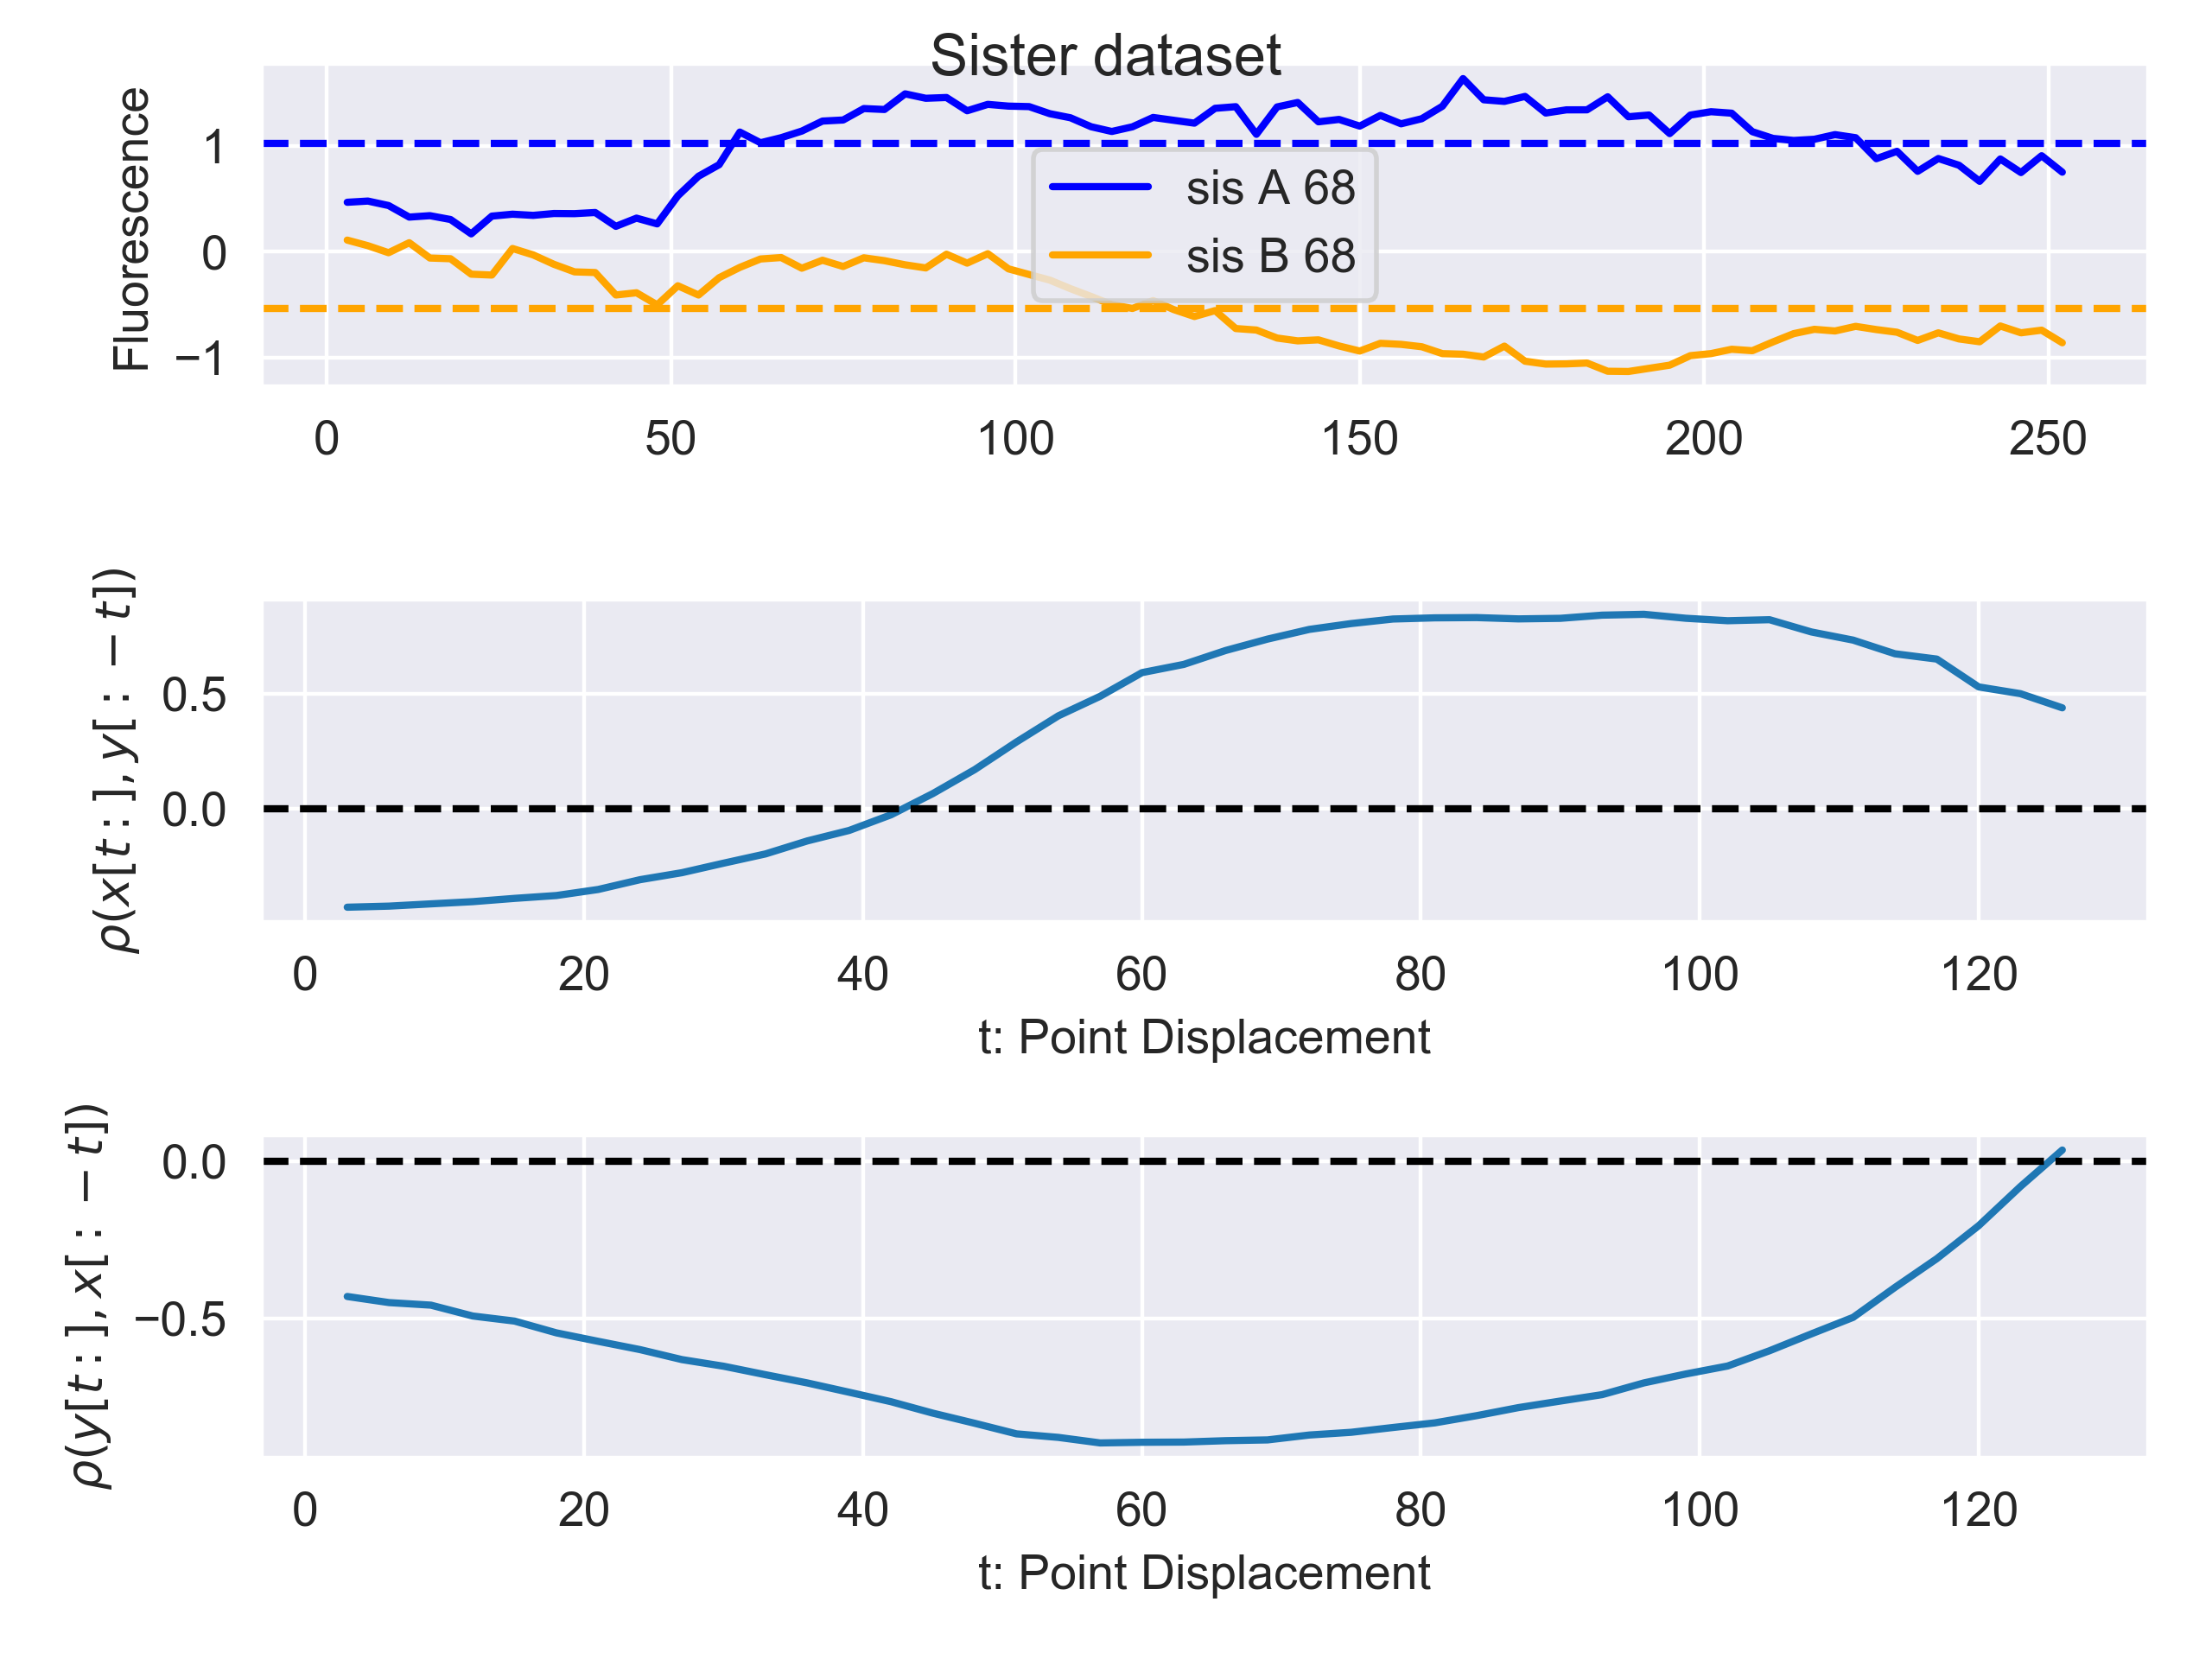 Sister dataset
Fluorescence
1
0
−1
sis A 68
sis B 68
0 50 100 150 200 250
ρ(x[t:], y[: − t])
0.5
0.0
0 20 40 60 80 100 120
t: Point Displacement
ρ(y[t:], x[: − t])
0.0
−0.5
0 20 40 60 80 100 120
t: Point Displacement